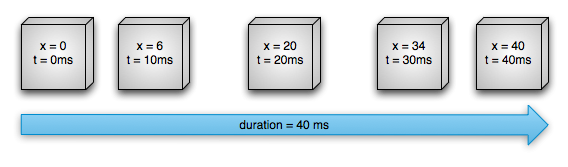 x = 0
t = 0ms
x = 6
t = 10ms
x = 20
t = 20ms
x = 34
t = 30ms
x = 40
t = 40ms
duration = 40 ms